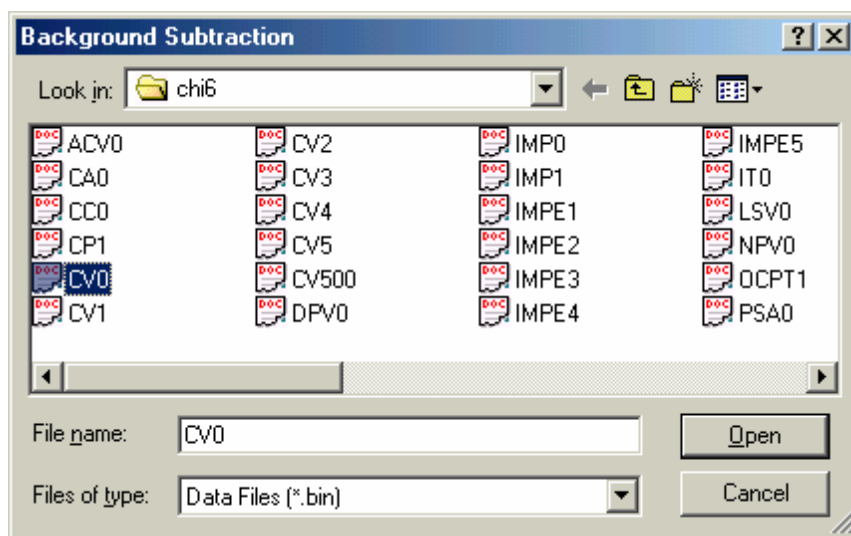 Background Subtraction
Look in: chi6
ACV0 CV2 IMP0 IMPE5
CA0 CV3 IMP1 IT0
CC0 CV4 IMPE1 LSV0
CP1 CV5 IMPE2 NPV0
CV0 CV500 IMPE3 OCPT1
CV1 DPV0 IMPE4 PSA0
File name: CV0 Open
Files of type: Data Files (*.bin) Cancel